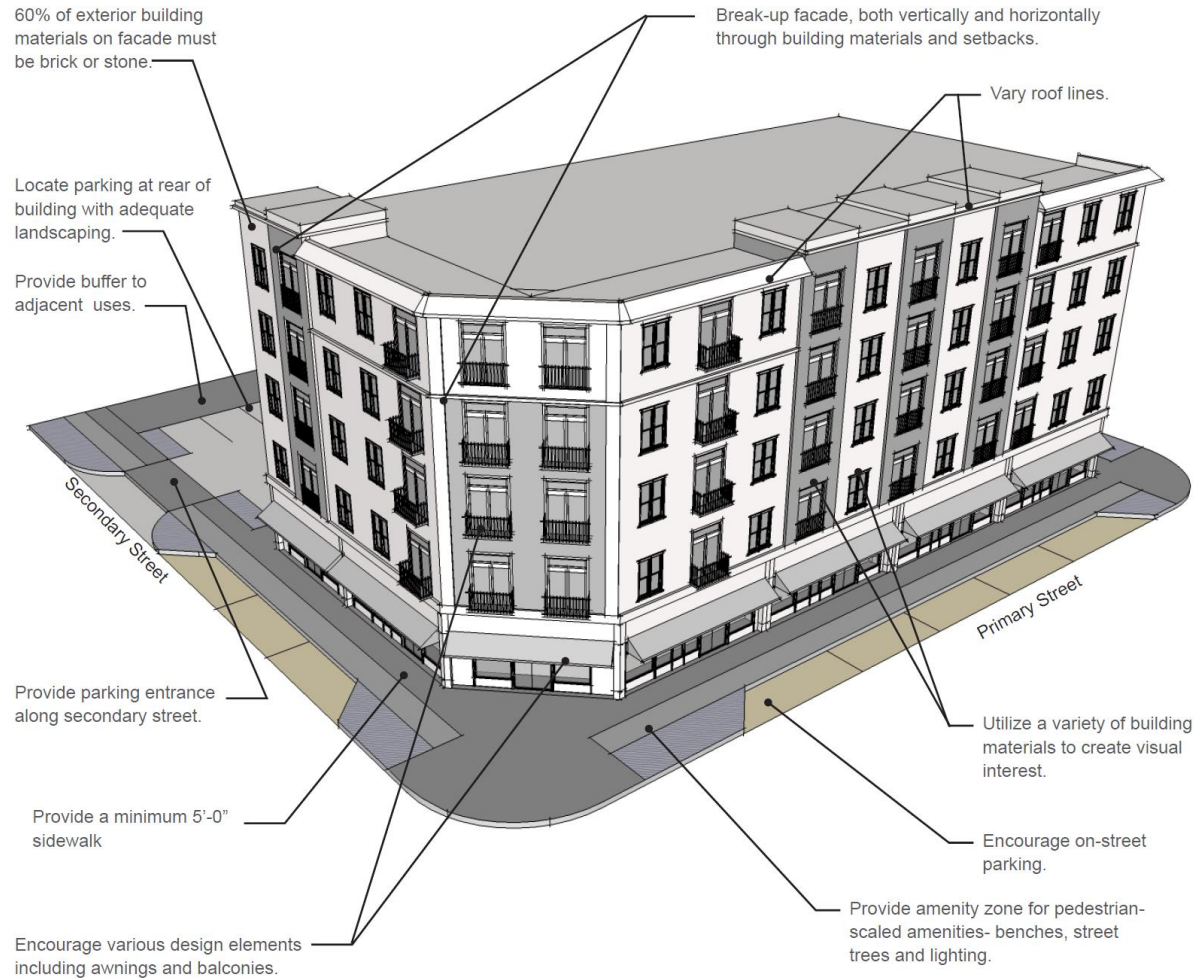 60% of exterior building
materials on facade must
be brick or stone.
Break-up facade, both vertically and horizontally
through building materials and setbacks.
Vary roof lines.
Locate parking at rear of
building with adequate
landscaping.
Provide buffer to
adjacent uses.
Secondary Street
Primary Street
Provide parking entrance
along secondary street.
Utilize a variety of building
materials to create visual
interest.
Provide a minimum 5'-0"
sidewalk
Encourage on-street
parking.
Provide amenity zone for pedestrian-
scaled amenities- benches, street
trees and lighting.
Encourage various design elements
including awnings and balconies.